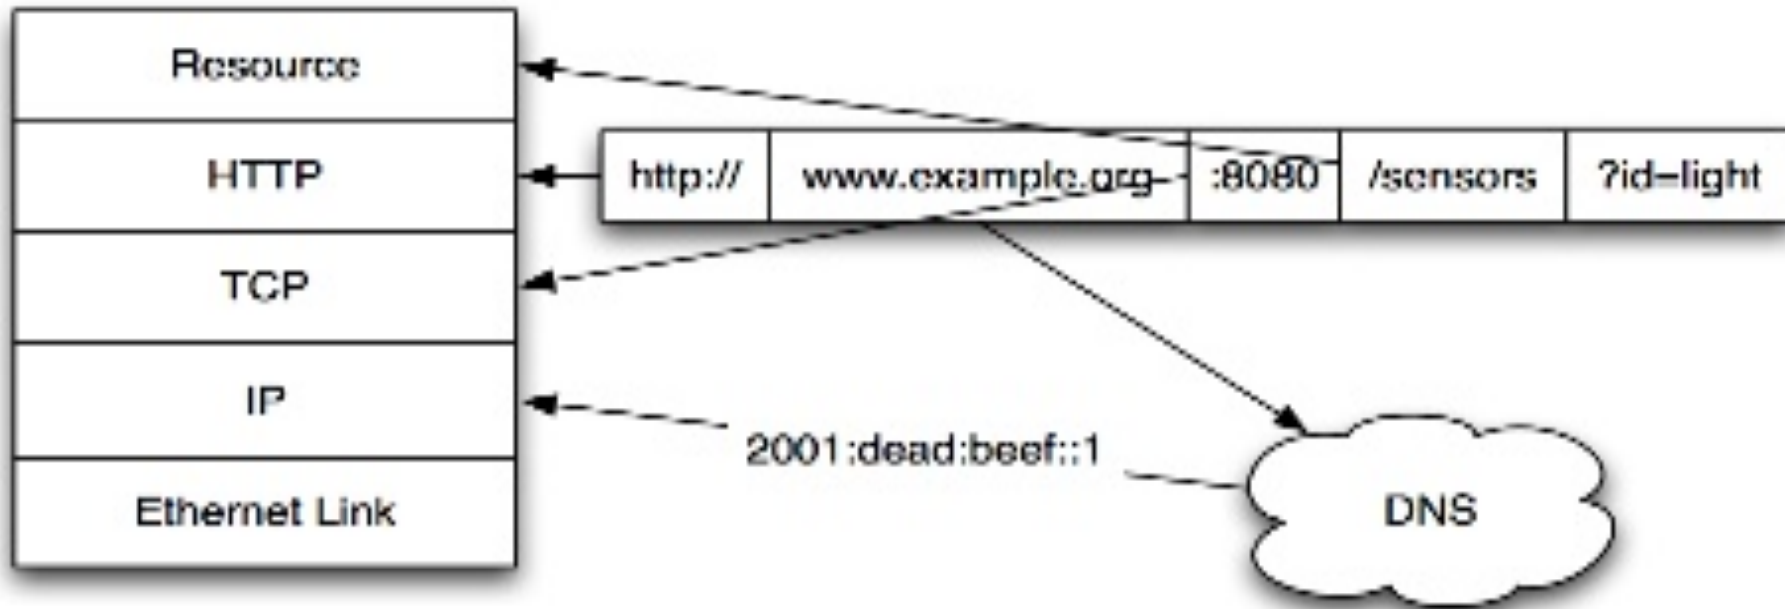 Resource
HTTP
TCP
IP
Ethernet Link
http:// www.example.org :8080 /sensors ?id=light
2001:dead:beef::1
DNS